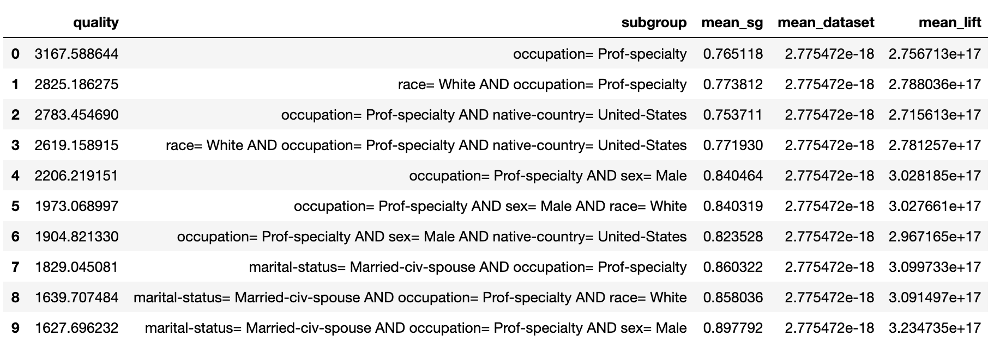 quality subgroup mean_sg mean_dataset mean_lift
0 3167.588644 occupation= Prof-specialty 0.765118 2.775472e-18 2.756713e+17
1 2825.186275 race= White AND occupation= Prof-specialty 0.773812 2.775472e-18 2.788036e+17
2 2783.454690 occupation= Prof-specialty AND native-country= United-States 0.753711 2.775472e-18 2.715613e+17
3 2619.158915 race= White AND occupation= Prof-specialty AND native-country= United-States 0.771930 2.775472e-18 2.781257e+17
4 2206.219151 occupation= Prof-specialty AND sex= Male 0.840464 2.775472e-18 3.028185e+17
5 1973.068997 occupation= Prof-specialty AND sex= Male AND race= White 0.840319 2.775472e-18 3.027661e+17
6 1904.821330 occupation= Prof-specialty AND sex= Male AND native-country= United-States 0.823528 2.775472e-18 2.967165e+17
7 1829.045081 marital-status= Married-civ-spouse AND occupation= Prof-specialty 0.860322 2.775472e-18 3.099733e+17
8 1639.707484 marital-status= Married-civ-spouse AND occupation= Prof-specialty AND race= White 0.858036 2.775472e-18 3.091497e+17
9 1627.696232 marital-status= Married-civ-spouse AND occupation= Prof-specialty AND sex= Male 0.897792 2.775472e-18 3.234735e+17